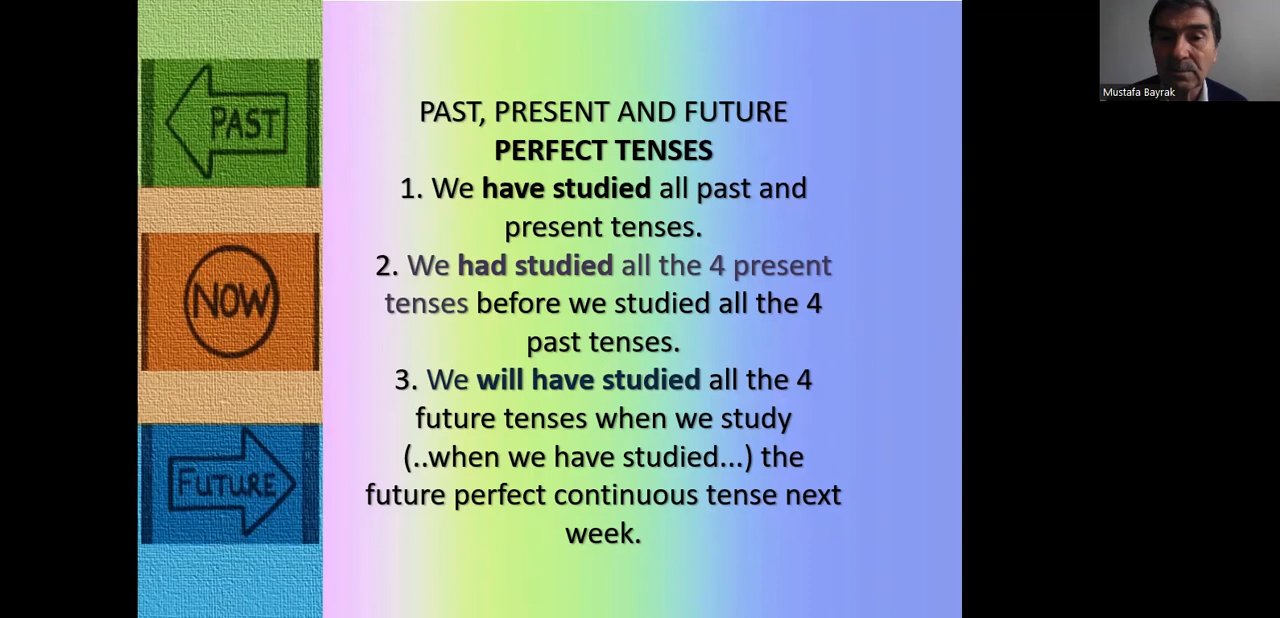 PAST
NOW
FUTURE
PAST, PRESENT AND FUTURE
PERFECT TENSES
1. We have studied all past and
present tenses.
2. We had studied all the 4 present
tenses before we studied all the 4
past tenses.
3. We will have studied all the 4
future tenses when we study
(..when we have studied...) the
future perfect continuous tense next
week.
Mustafa Bayrak